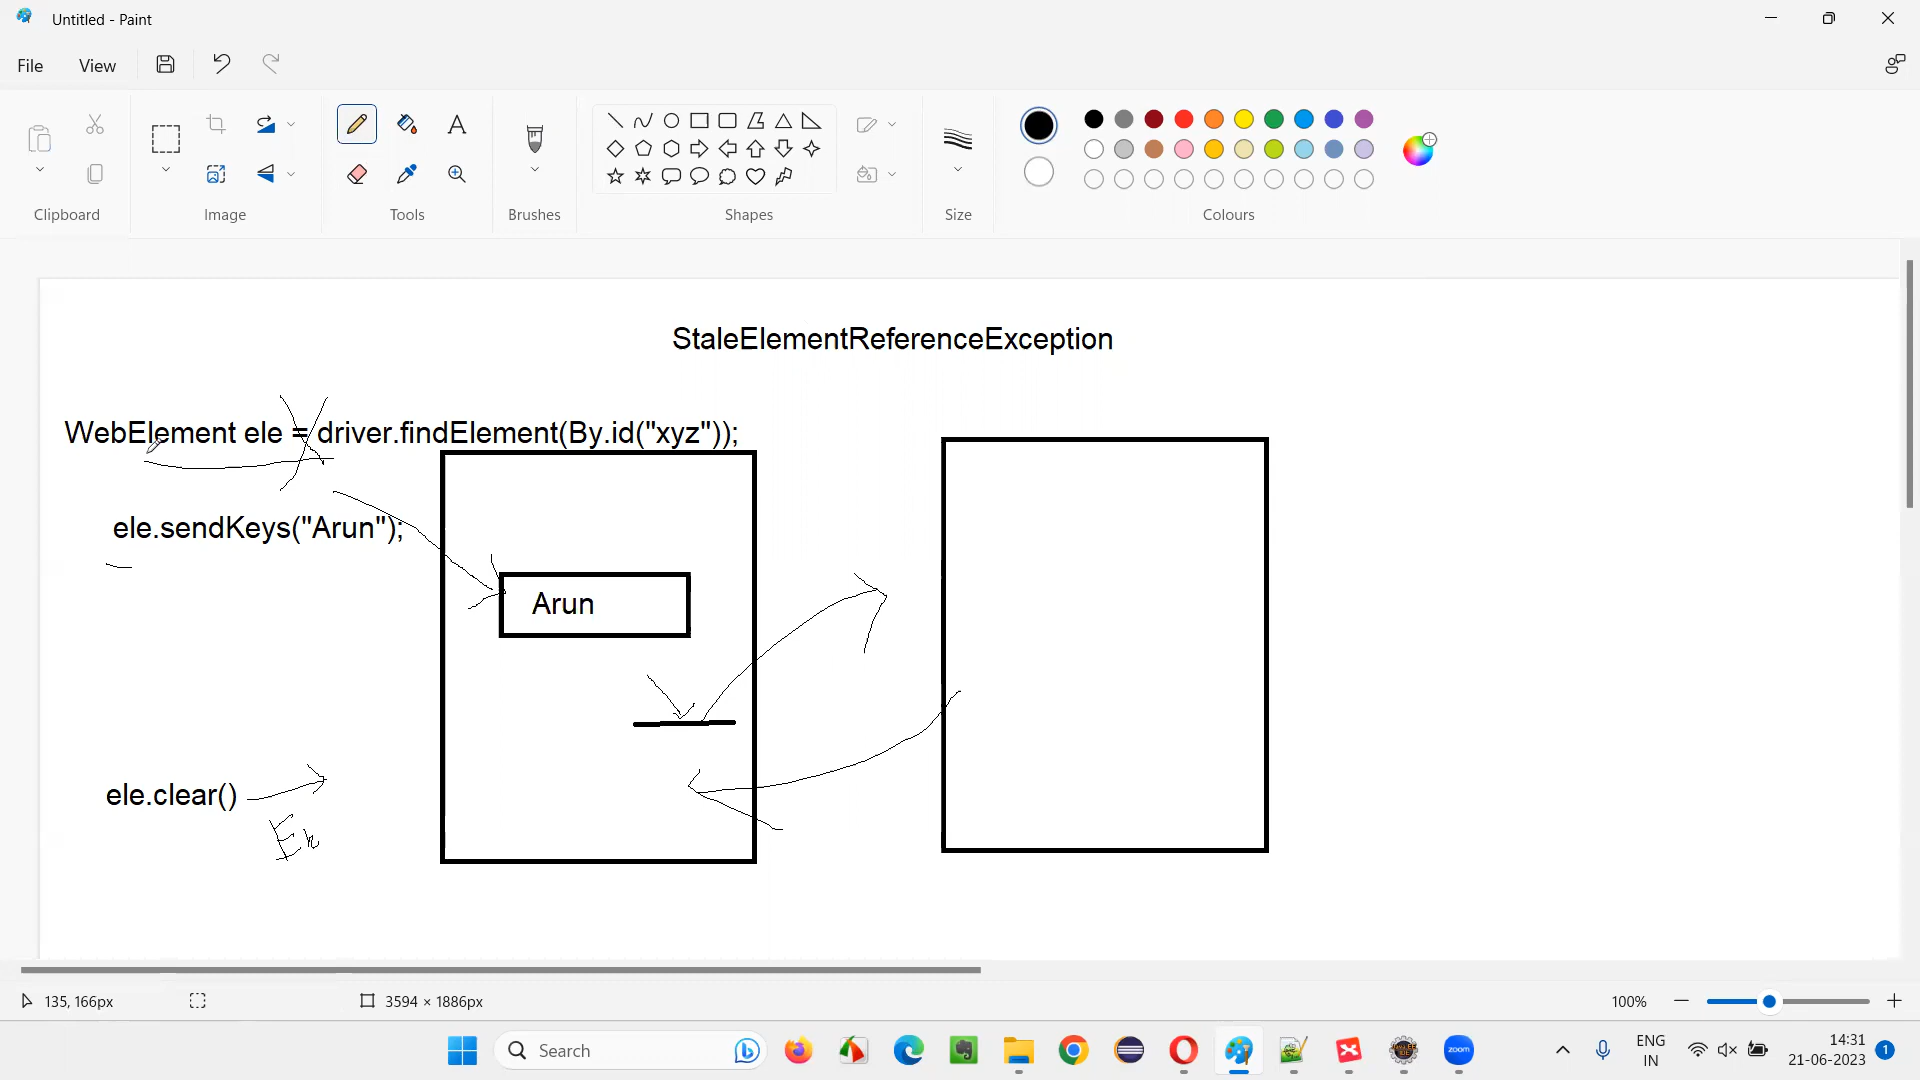 Untitled - Paint
File View
Clipboard
Image
Tools
Brushes
Shapes
Size
Colours
StaleElementReferenceException
WebElement ele = driver.findElement(By.id("xyz"));
ele.sendKeys("Arun");
Arun
ele.clear()
135, 166px
3594 × 1886px
100%
Search
zoom
ENG
IN
14:31
21-06-2023
1